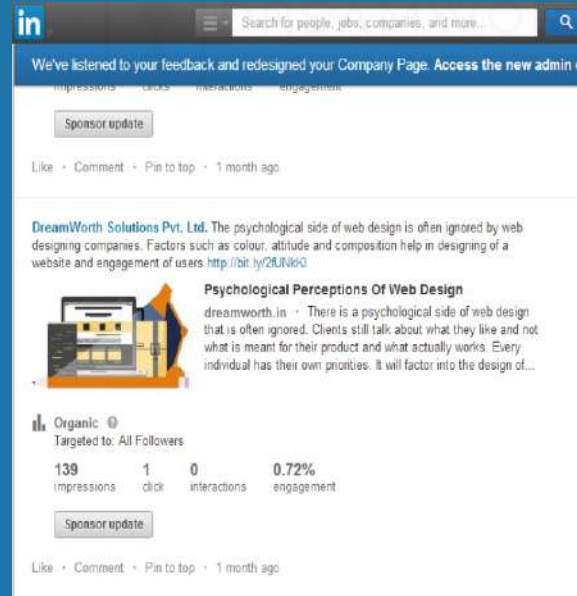 in
Search for people, jobs, companies, and more...
We've listened to your feedback and redesigned your Company Page. Access the new admin
impressions clicks interactions engagement
Sponsor update
Like • Comment • Pin to top • 1 month ago
DreamWorth Solutions Pvt. Ltd. The psychological side of web design is often ignored by web
designing companies. Factors such as colour, attitude and composition help in designing of a
website and engagement of users
Psychological Perceptions Of Web Design
dreamworth.in • There is a psychological side of web design
that is often ignored. Clients still talk about what they like and not
what is meant for their product and what actually works. Every
individual has their own priorities. It will factor into the design of...
Organic
Targeted to: All Followers
139 1 0 0.72%
impressions click interactions engagement
Sponsor update
Like • Comment • Pin to top • 1 month ago